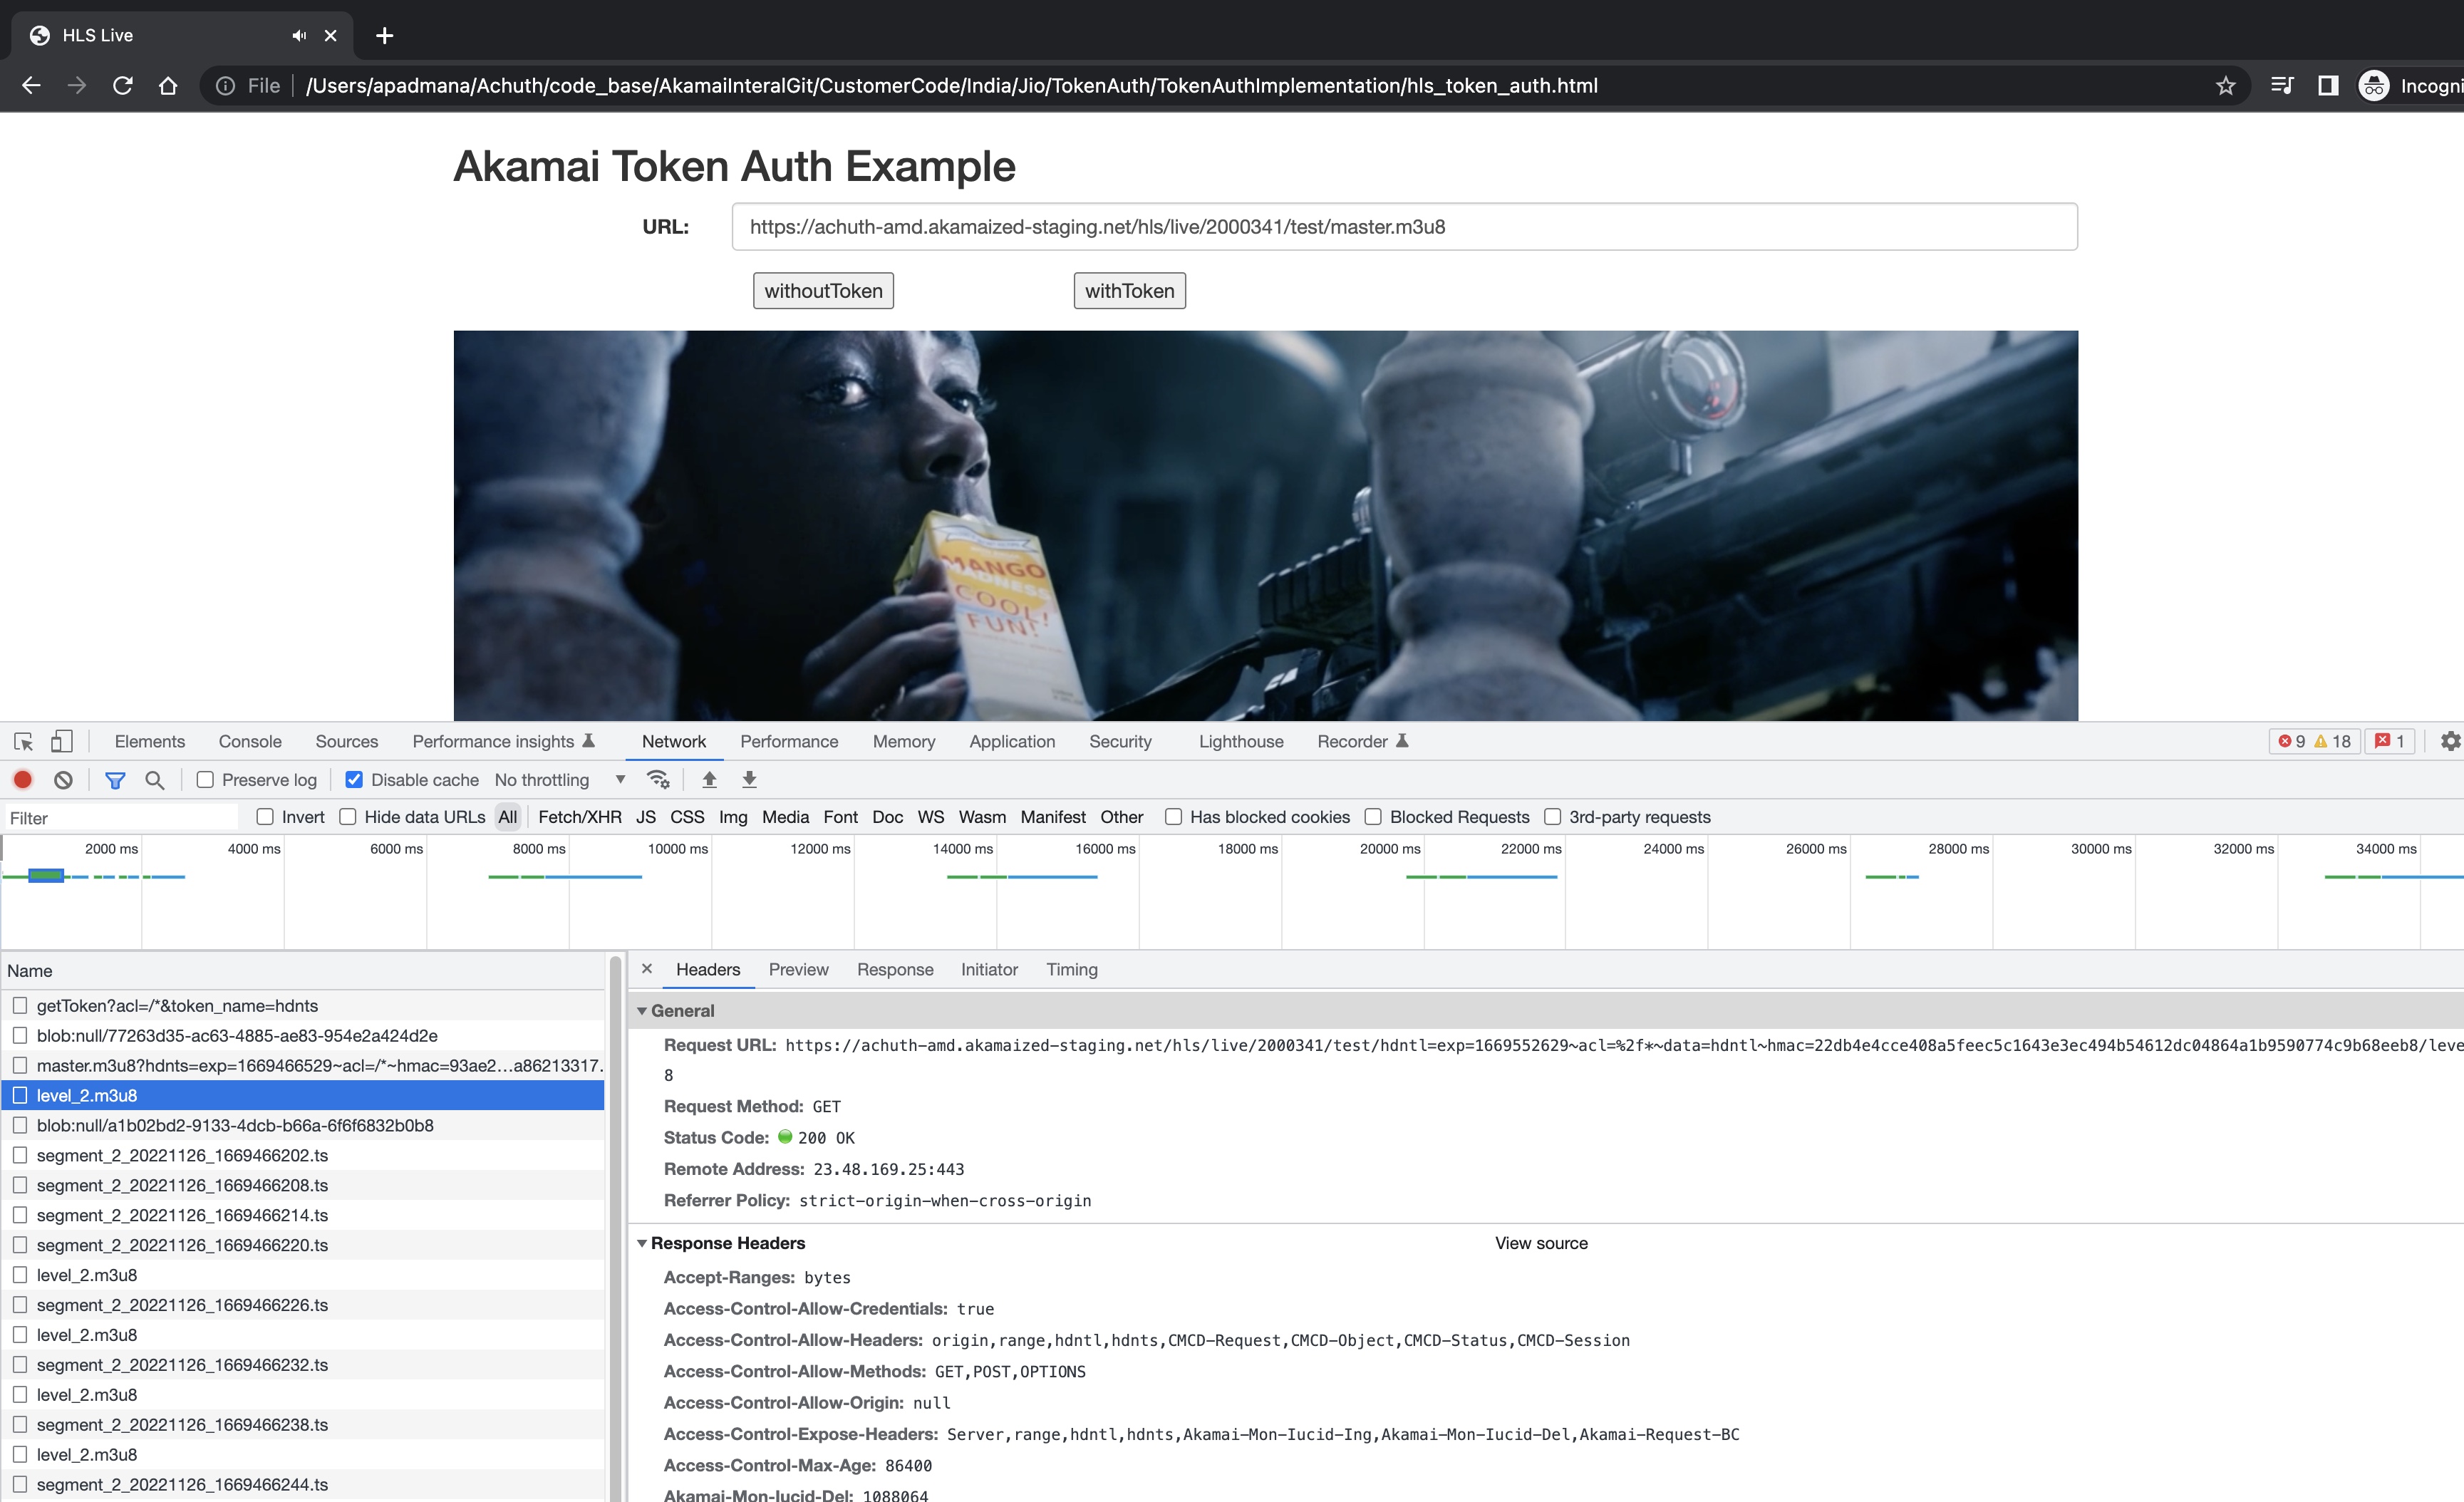 HLS Live
File /Users/apadmana/Achuth/code_base/AkamaiInteralGit/CustomerCode/India/Jio/TokenAuth/TokenAuthImplementation/hls_token_auth.html Incogni
Akamai Token Auth Example
URL: https://achuth-amd.akamaized-staging.net/hls/live/2000341/test/master.m3u8
withoutToken withToken
MANGO
COOL!
FUN!
Elements Console Sources Performance insights Network Performance Memory Application Security Lighthouse Recorder 9 18 1
Preserve log Disable cache No throttling
Filter Invert Hide data URLs All Fetch/XHR JS CSS Img Media Font Doc WS Wasm Manifest Other Has blocked cookies Blocked Requests 3rd-party requests
2000 ms 4000 ms 6000 ms 8000 ms 10000 ms 12000 ms 14000 ms 16000 ms 18000 ms 20000 ms 22000 ms 24000 ms 26000 ms 28000 ms 30000 ms 32000 ms 34000 ms
Name
getToken?acl=/*&token_name=hdnts
blob:null/77263d35-ac63-4885-ae83-954e2a424d2e
master.m3u8?hdnts=exp=1669466529~acl=/*~hmac=93ae2…a86213317.
level_2.m3u8
blob:null/a1b02bd2-9133-4dcb-b66a-6f6f6832b0b8
segment_2_20221126_1669466202.ts
segment_2_20221126_1669466208.ts
segment_2_20221126_1669466214.ts
segment_2_20221126_1669466220.ts
level_2.m3u8
segment_2_20221126_1669466226.ts
level_2.m3u8
segment_2_20221126_1669466232.ts
level_2.m3u8
segment_2_20221126_1669466238.ts
level_2.m3u8
segment_2_20221126_1669466244.ts
Headers Preview Response Initiator Timing
General
Request URL: https://achuth-amd.akamaized-staging.net/hls/live/2000341/test/hdntl=exp=1669552629~acl=%2f*~data=hdntl~hmac=22db4e4cce408a5feec5c1643e3ec494b54612dc04864a1b9590774c9b68eeb8/leve
8
Request Method: GET
Status Code: 200 OK
Remote Address: 23.48.169.25:443
Referrer Policy: strict-origin-when-cross-origin
Response Headers View source
Accept-Ranges: bytes
Access-Control-Allow-Credentials: true
Access-Control-Allow-Headers: origin,range,hdntl,hdnts,CMCD-Request,CMCD-Object,CMCD-Status,CMCD-Session
Access-Control-Allow-Methods: GET,POST,OPTIONS
Access-Control-Allow-Origin: null
Access-Control-Expose-Headers: Server,range,hdntl,hdnts,Akamai-Mon-Iucid-Ing,Akamai-Mon-Iucid-Del,Akamai-Request-BC
Access-Control-Max-Age: 86400
Akamai-Mon-Iucid-Del: 1088064